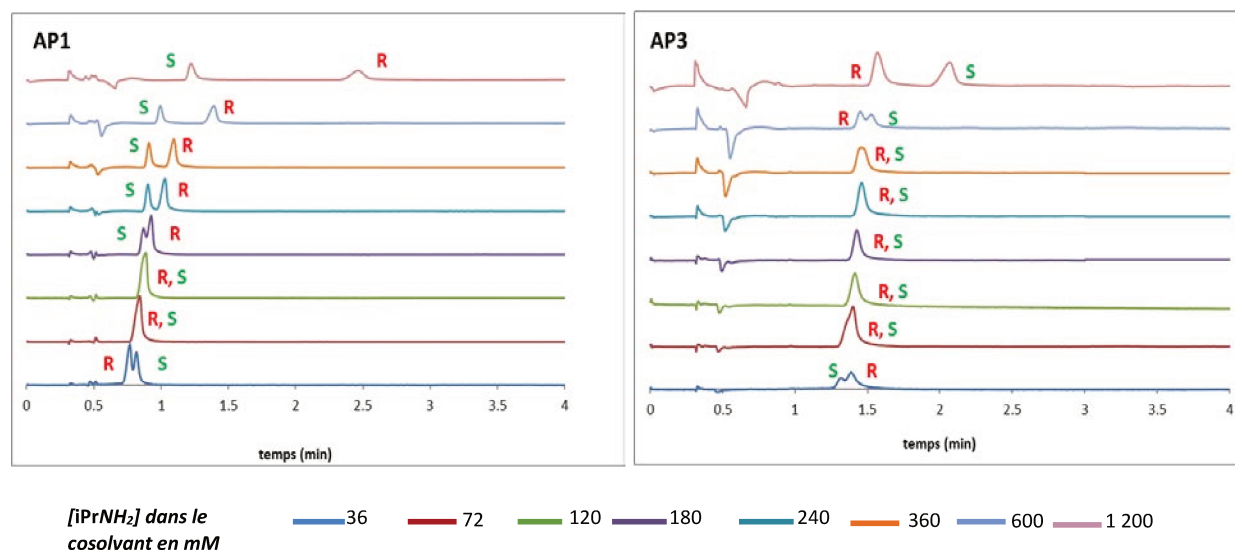 AP1
S R
S R
S R
S R
S R
R, S
R, S
R S
0 0.5 1 1.5 2 2.5 3 3.5 4
temps (min)
AP3
R S
R S
R, S
R, S
R, S
R, S
R, S
S R
0 0.5 1 1.5 2 2.5 3 3.5 4
temps (min)
[iPrNH₂] dans le
cosolvant en mM
36 72 120 180 240 360 600 1 200